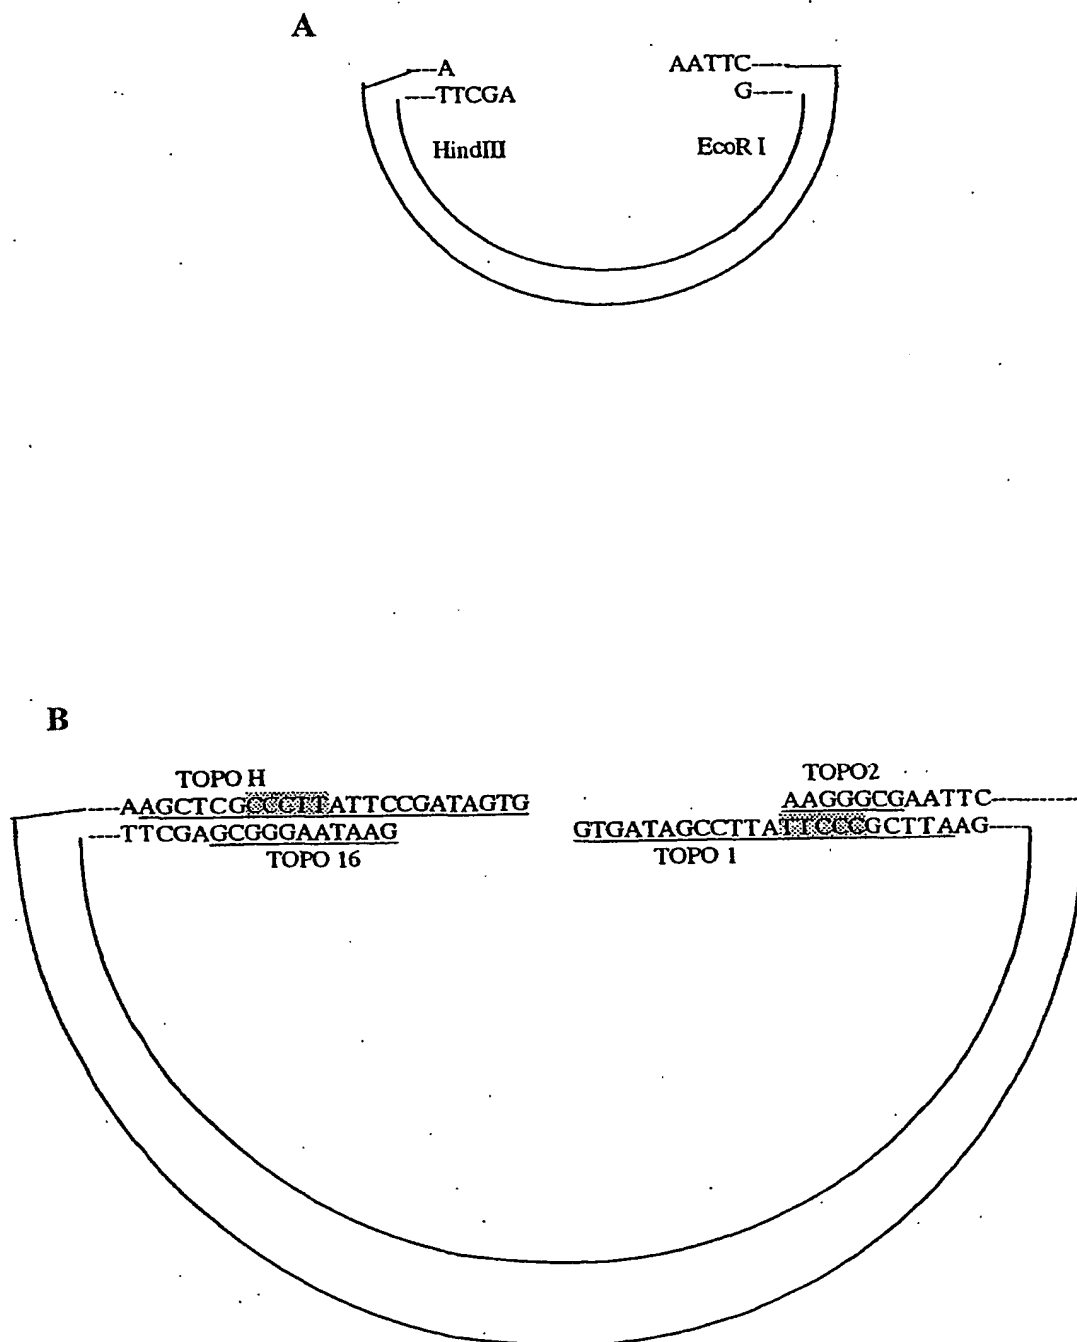 A
---A AATTC-----
---TTCGA G----
HindIII EcoR I
B
TOPO H TOPO2
----AAGCTCGCCCTTATTCCGATAGTG AAGGGCGAATTC----------
----TTCGAGCGGGAATAAG GTGATAGCCTTATTCCCGCTTAAG----
TOPO 16 TOPO 1